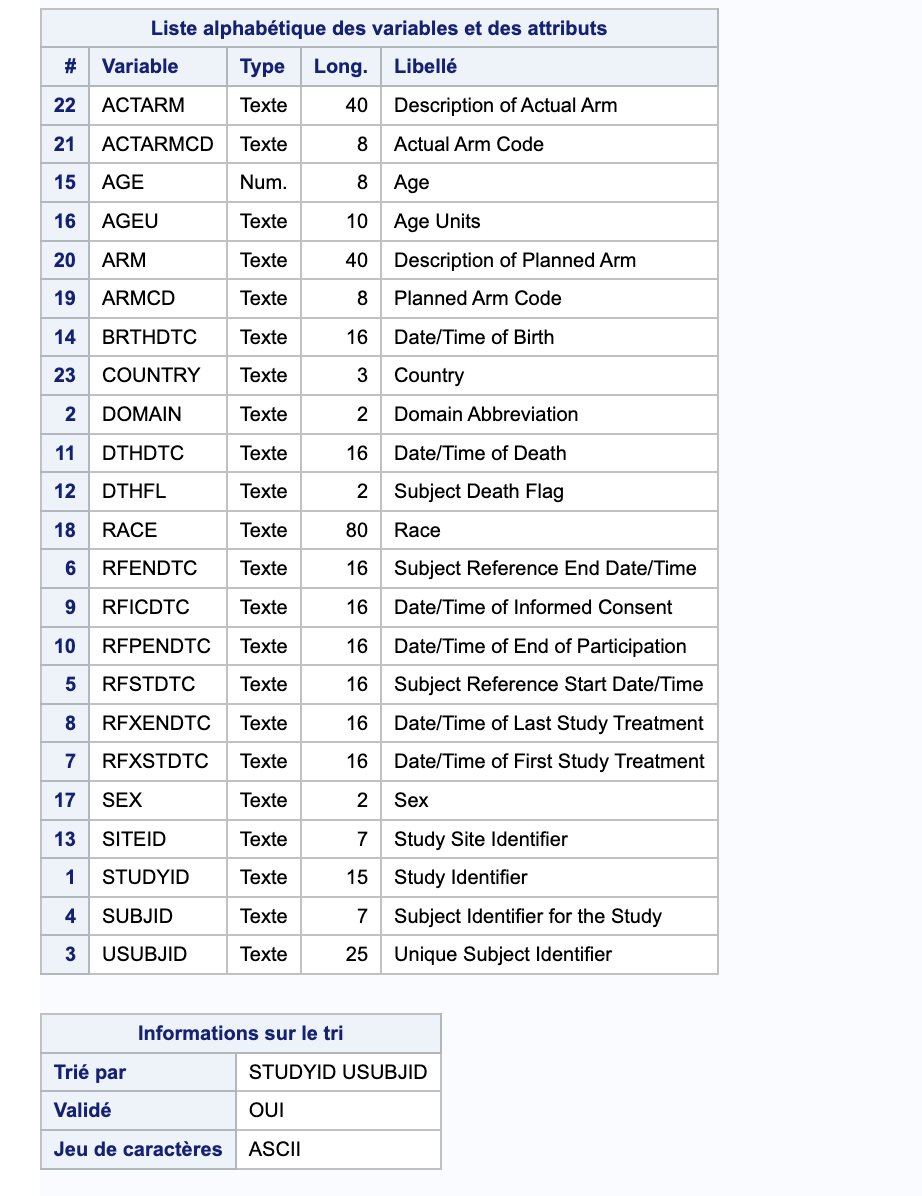 Liste alphabétique des variables et des attributs
# Variable Type Long. Libellé
22 ACTARM Texte 40 Description of Actual Arm
21 ACTARMCD Texte 8 Actual Arm Code
15 AGE Num. 8 Age
16 AGEU Texte 10 Age Units
20 ARM Texte 40 Description of Planned Arm
19 ARMCD Texte 8 Planned Arm Code
14 BRTHDTC Texte 16 Date/Time of Birth
23 COUNTRY Texte 3 Country
2 DOMAIN Texte 2 Domain Abbreviation
11 DTHDTC Texte 16 Date/Time of Death
12 DTHFL Texte 2 Subject Death Flag
18 RACE Texte 80 Race
6 RFENDTC Texte 16 Subject Reference End Date/Time
9 RFICDTC Texte 16 Date/Time of Informed Consent
10 RFPENDTC Texte 16 Date/Time of End of Participation
5 RFSTDTC Texte 16 Subject Reference Start Date/Time
8 RFXENDTC Texte 16 Date/Time of Last Study Treatment
7 RFXSTDTC Texte 16 Date/Time of First Study Treatment
17 SEX Texte 2 Sex
13 SITEID Texte 7 Study Site Identifier
1 STUDYID Texte 15 Study Identifier
4 SUBJID Texte 7 Subject Identifier for the Study
3 USUBJID Texte 25 Unique Subject Identifier
Informations sur le tri
Trié par STUDYID USUBJID
Validé OUI
Jeu de caractères ASCII